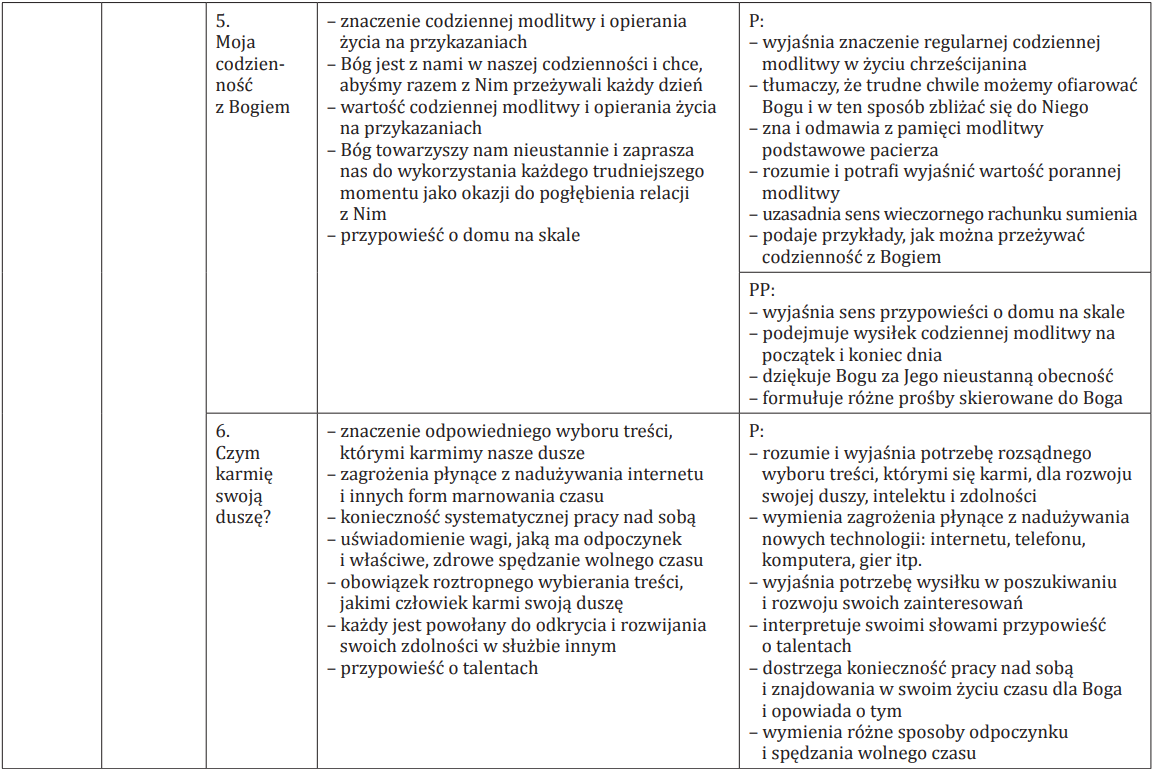 5.
Moja
codzien-
ność
z Bogiem
– znaczenie codziennej modlitwy i opierania
życia na przykazaniach
– Bóg jest z nami w naszej codzienności i chce,
abyśmy razem z Nim przeżywali każdy dzień
– wartość codziennej modlitwy i opierania życia
na przykazaniach
– Bóg towarzyszy nam nieustannie i zaprasza
nas do wykorzystania każdego trudniejszego
momentu jako okazji do pogłębienia relacji
z Nim
– przypowieść o domu na skale
P:
– wyjaśnia znaczenie regularnej codziennej
modlitwy w życiu chrześcijanina
– tłumaczy, że trudne chwile możemy ofiarować
Bogu i w ten sposób zbliżać się do Niego
– zna i odmawia z pamięci modlitwy
podstawowe pacierza
– rozumie i potrafi wyjaśnić wartość porannej
modlitwy
– uzasadnia sens wieczornego rachunku sumienia
– podaje przykłady, jak można przeżywać
codzienność z Bogiem
PP:
– wyjaśnia sens przypowieści o domu na skale
– podejmuje wysiłek codziennej modlitwy na
początek i koniec dnia
– dziękuje Bogu za Jego nieustanną obecność
– formułuje różne prośby skierowane do Boga
6.
Czym
karmię
swoją
duszę?
– znaczenie odpowiedniego wyboru treści,
którymi karmimy nasze dusze
– zagrożenia płynące z nadużywania internetu
i innych form marnowania czasu
– konieczność systematycznej pracy nad sobą
– uświadomienie wagi, jaką ma odpoczynek
i właściwe, zdrowe spędzanie wolnego czasu
– obowiązek roztropnego wybierania treści,
jakimi człowiek karmi swoją duszę
– każdy jest powołany do odkrycia i rozwijania
swoich zdolności w służbie innym
– przypowieść o talentach
P:
– rozumie i wyjaśnia potrzebę rozsądnego
wyboru treści, którymi się karmi, dla rozwoju
swojej duszy, intelektu i zdolności
– wymienia zagrożenia płynące z nadużywania
nowych technologii: internetu, telefonu,
komputera, gier itp.
– wyjaśnia potrzebę wysiłku w poszukiwaniu
i rozwoju swoich zainteresowań
– interpretuje swoimi słowami przypowieść
o talentach
– dostrzega konieczność pracy nad sobą
i znajdowania w swoim życiu czasu dla Boga
i opowiada o tym
– wymienia różne sposoby odpoczynku
i spędzania wolnego czasu